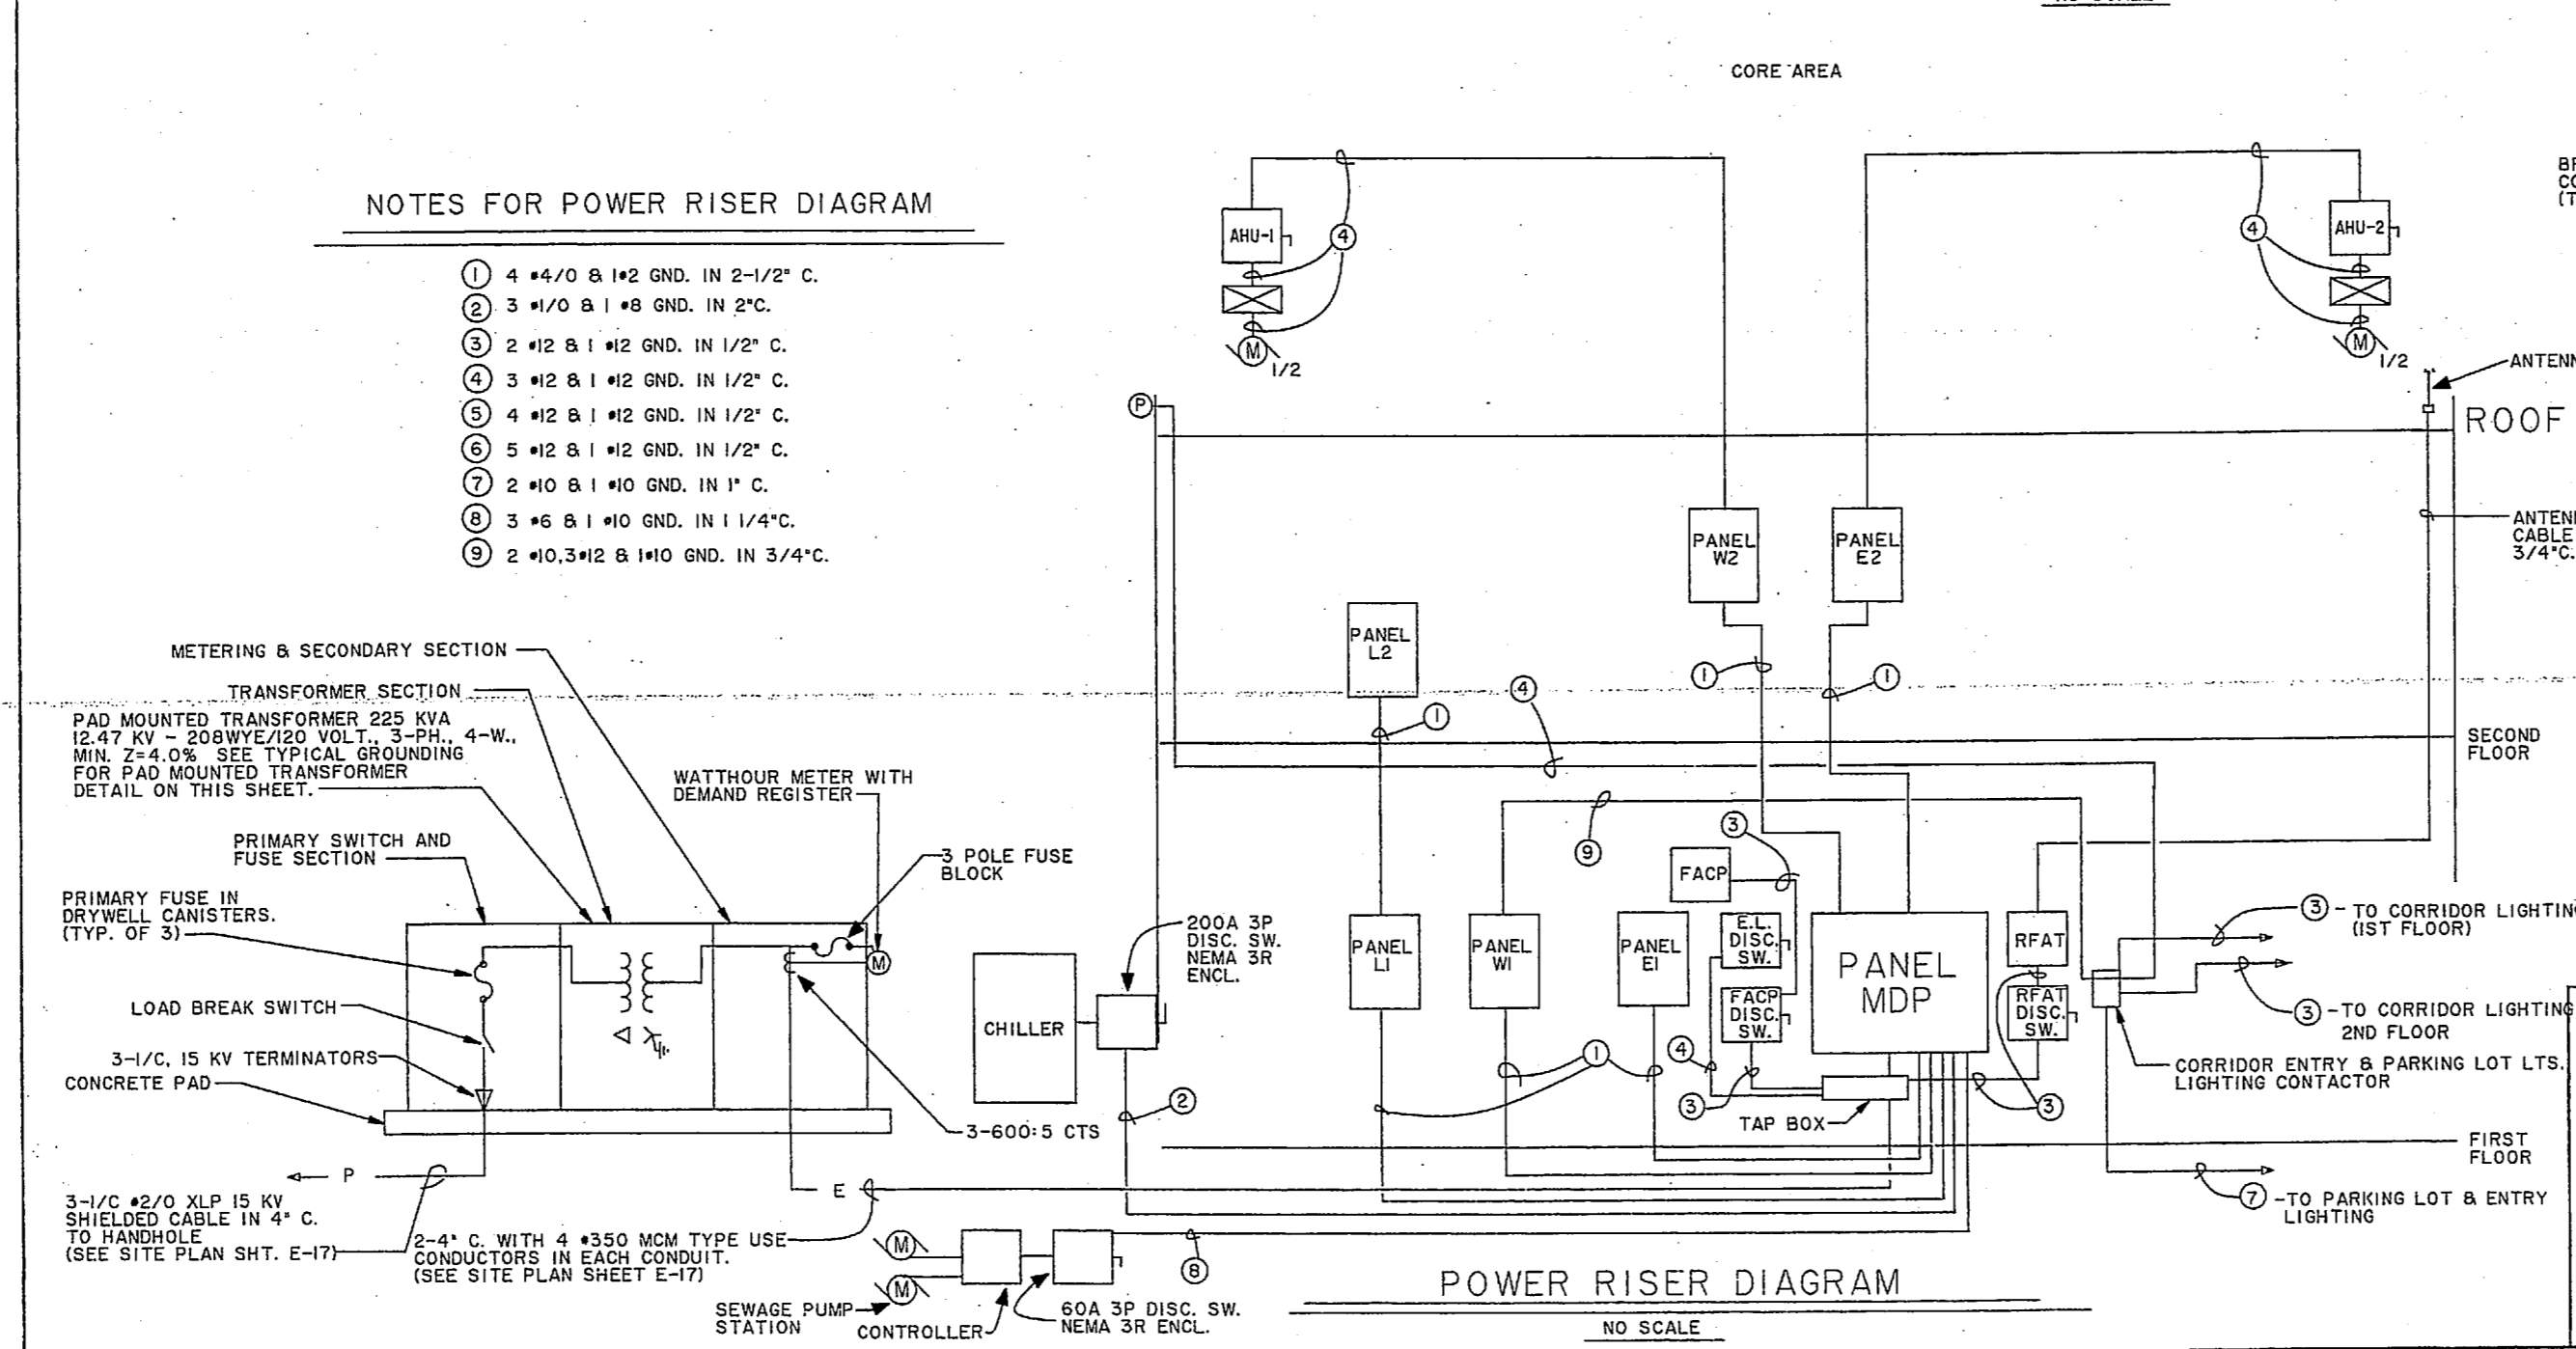 CORE AREA
NOTES FOR POWER RISER DIAGRAM
① 4 #4/0 & 1#2 GND. IN 2-1/2" C.
② 3 #1/0 & 1 #8 GND. IN 2"C.
③ 2 #12 & 1 #12 GND. IN 1/2" C.
④ 3 #12 & 1 #12 GND. IN 1/2" C.
⑤ 4 #12 & 1 #12 GND. IN 1/2" C.
⑥ 5 #12 & 1 #12 GND. IN 1/2" C.
⑦ 2 #10 & 1 #10 GND. IN 1" C.
⑧ 3 #6 & 1 #10 GND. IN 1 1/4"C.
⑨ 2 #10,3#12 & 1#10 GND. IN 3/4"C.
AHU-1
④
M
1/2
④
AHU-2
M
1/2
P
ROOF
CABLE
3/4"C.
PANEL
W2
PANEL
E2
PANEL
L2
①
④
①
①
SECOND
FLOOR
METERING & SECONDARY SECTION
TRANSFORMER SECTION
PAD MOUNTED TRANSFORMER 225 KVA
12.47 KV - 208WYE/120 VOLT., 3-PH., 4-W.,
MIN. Z=4.0% SEE TYPICAL GROUNDING
FOR PAD MOUNTED TRANSFORMER
DETAIL ON THIS SHEET.
WATTHOUR METER WITH
DEMAND REGISTER
PRIMARY SWITCH AND
FUSE SECTION
3 POLE FUSE
BLOCK
PRIMARY FUSE IN
DRYWELL CANISTERS.
(TYP. OF 3)
LOAD BREAK SWITCH
3-1/C, 15 KV TERMINATORS
CONCRETE PAD
M
3-600:5 CTS
P
3-1/C #2/0 XLP 15 KV
SHIELDED CABLE IN 4" C.
TO HANDHOLE
(SEE SITE PLAN SHT. E-17)
E
2-4" C. WITH 4 #350 MCM TYPE USE
CONDUCTORS IN EACH CONDUIT.
(SEE SITE PLAN SHEET E-17)
CHILLER
200A 3P
DISC. SW.
NEMA 3R
ENCL.
②
⑨
③
FACP
PANEL
L1
PANEL
W1
PANEL
E1
E.L.
DISC.
SW.
FACP
DISC.
SW.
PANEL
MDP
RFAT
RFAT
DISC.
SW.
①
④
③
TAP BOX
③
③ - TO CORRIDOR
(1ST FLOOR)
③ - TO CORRIDOR LIGHTING
2ND FLOOR
CORRIDOR ENTRY & PARKING LOT LTS.
LIGHTING CONTACTOR
FIRST
FLOOR
⑦ - TO PARKING LOT & ENTRY
LIGHTING
M
M
SEWAGE PUMP
STATION
CONTROLLER
60A 3P DISC. SW.
NEMA 3R ENCL.
⑧
POWER RISER DIAGRAM
NO SCALE